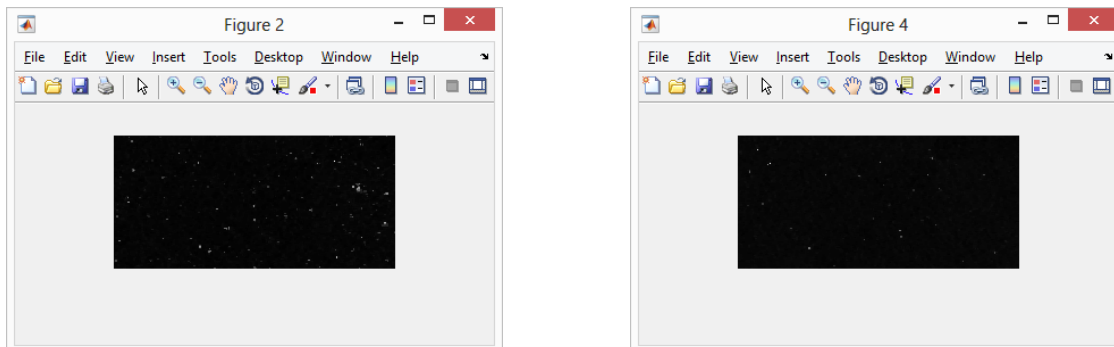 Figure 2
File Edit View Insert Tools Desktop Window Help
Figure 4
File Edit View Insert Tools Desktop Window Help